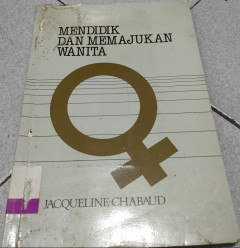 MENDIDIK
DAN MEMAJUKAN
WANITA
JACQUELINE CHABAUD